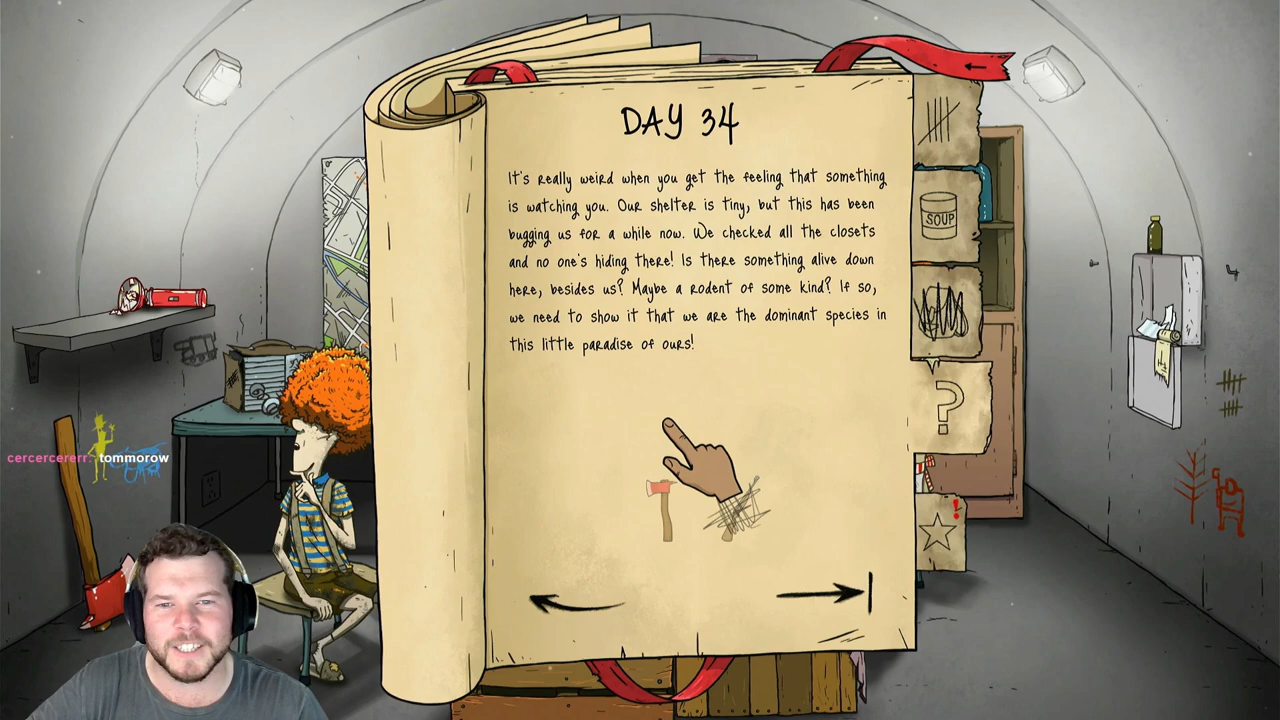 DAY 34
It's really weird when you get the feeling that something
is watching you. Our shelter is tiny, but this has been
bugging us for a while now. We checked all the closets
and no one's hiding there! Is there something alive down
here, besides us? Maybe a rodent of some kind? If so,
we need to show it that we are the dominant species in
this little paradise of ours!
SOUP
?
!
cercercererr: tommorow